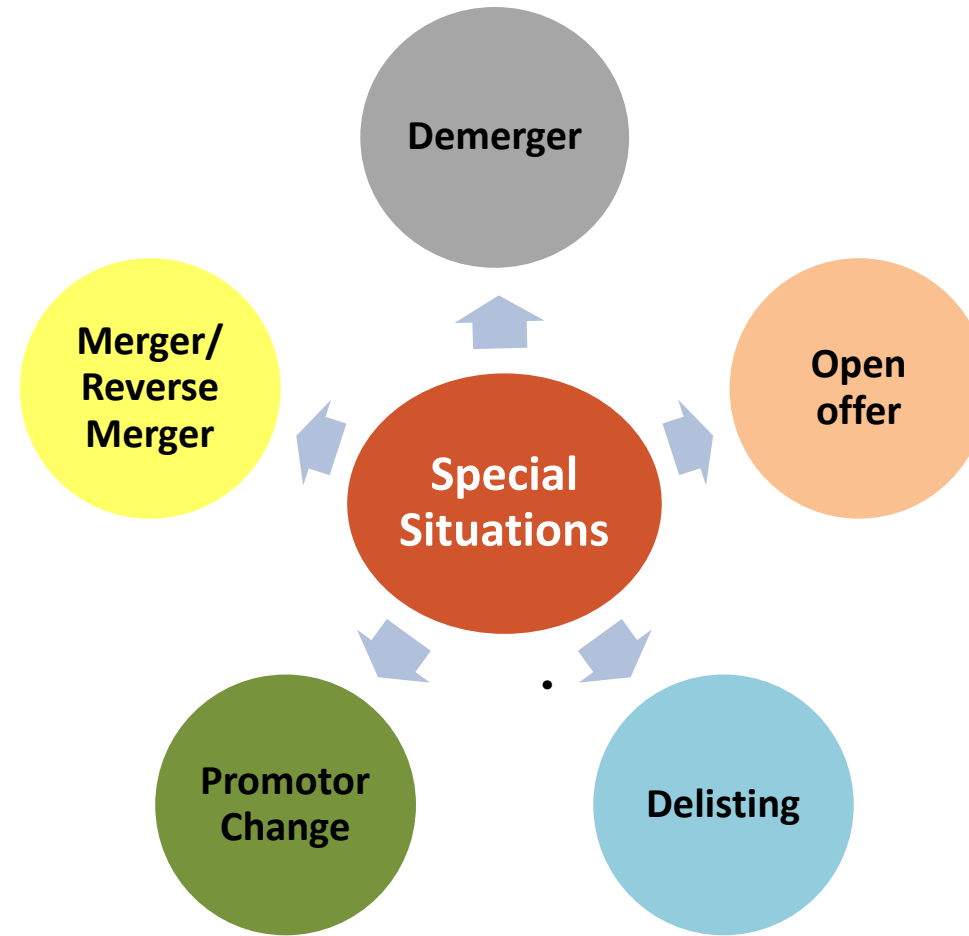 Demerger
Merger/
Reverse
Merger
Open
offer
Special
Situations
.
Promotor
Change
Delisting